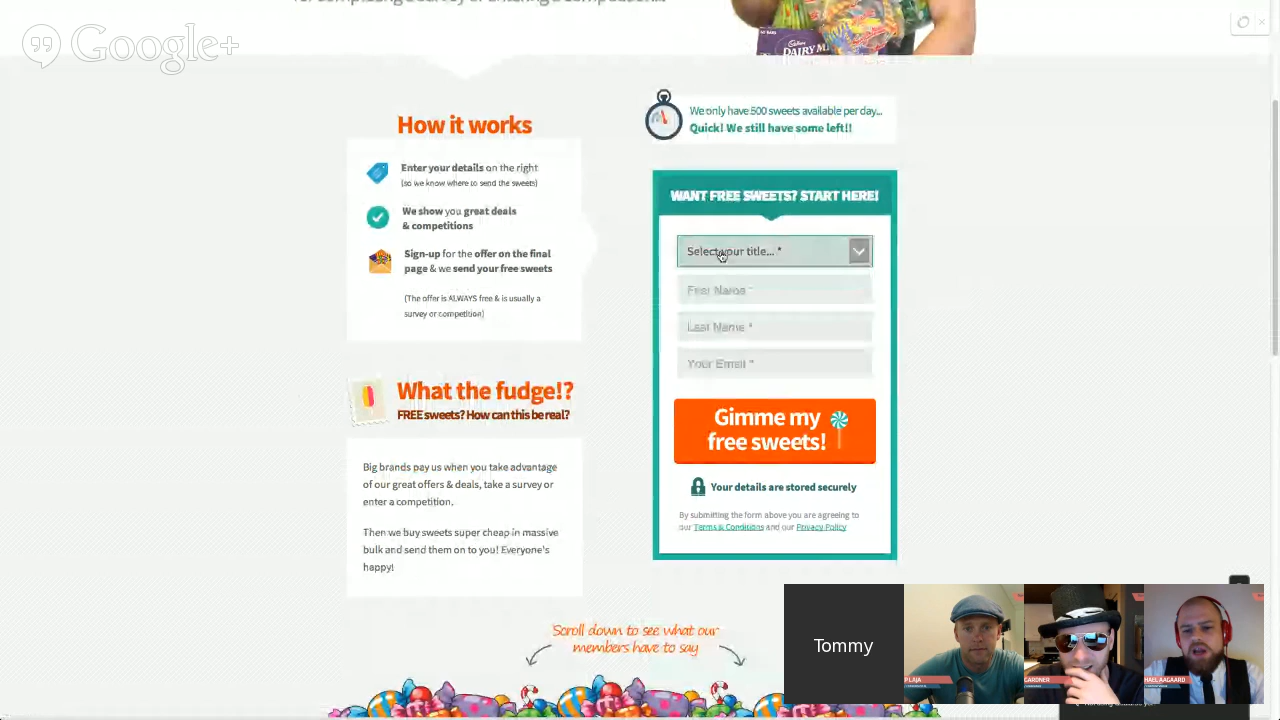 Google+
DAIRY M
We only have 500 sweets available per day...
Quick! We still have some left!!
How it works
Enter your details on the right
(so we know where to send the sweets)
We show you great deals
& competitions
Sign-up for the offer on the final
page & we send your free sweets
(The offer is ALWAYS free & is usually a
survey or competition)
What the fudge!?
FREE sweets? How can this be real?
Big brands pay us when you take advantage
of our great offers & deals, take a survey or
enter a competition.
Then we buy sweets super cheap in massive
bulk and send them on to you! Everyone's
happy!
WANT FREE SWEETS? START HERE!
Select your title... *
First Name *
Last Name *
Your Email *
Gimme my
free sweets!
Your details are stored securely
By submitting the form above you are agreeing to
our Terms & Conditions and our Privacy Policy
Scroll down to see what our
members have to say
Tommy
P LAJA
GARDNER
HAEL AAGAARD